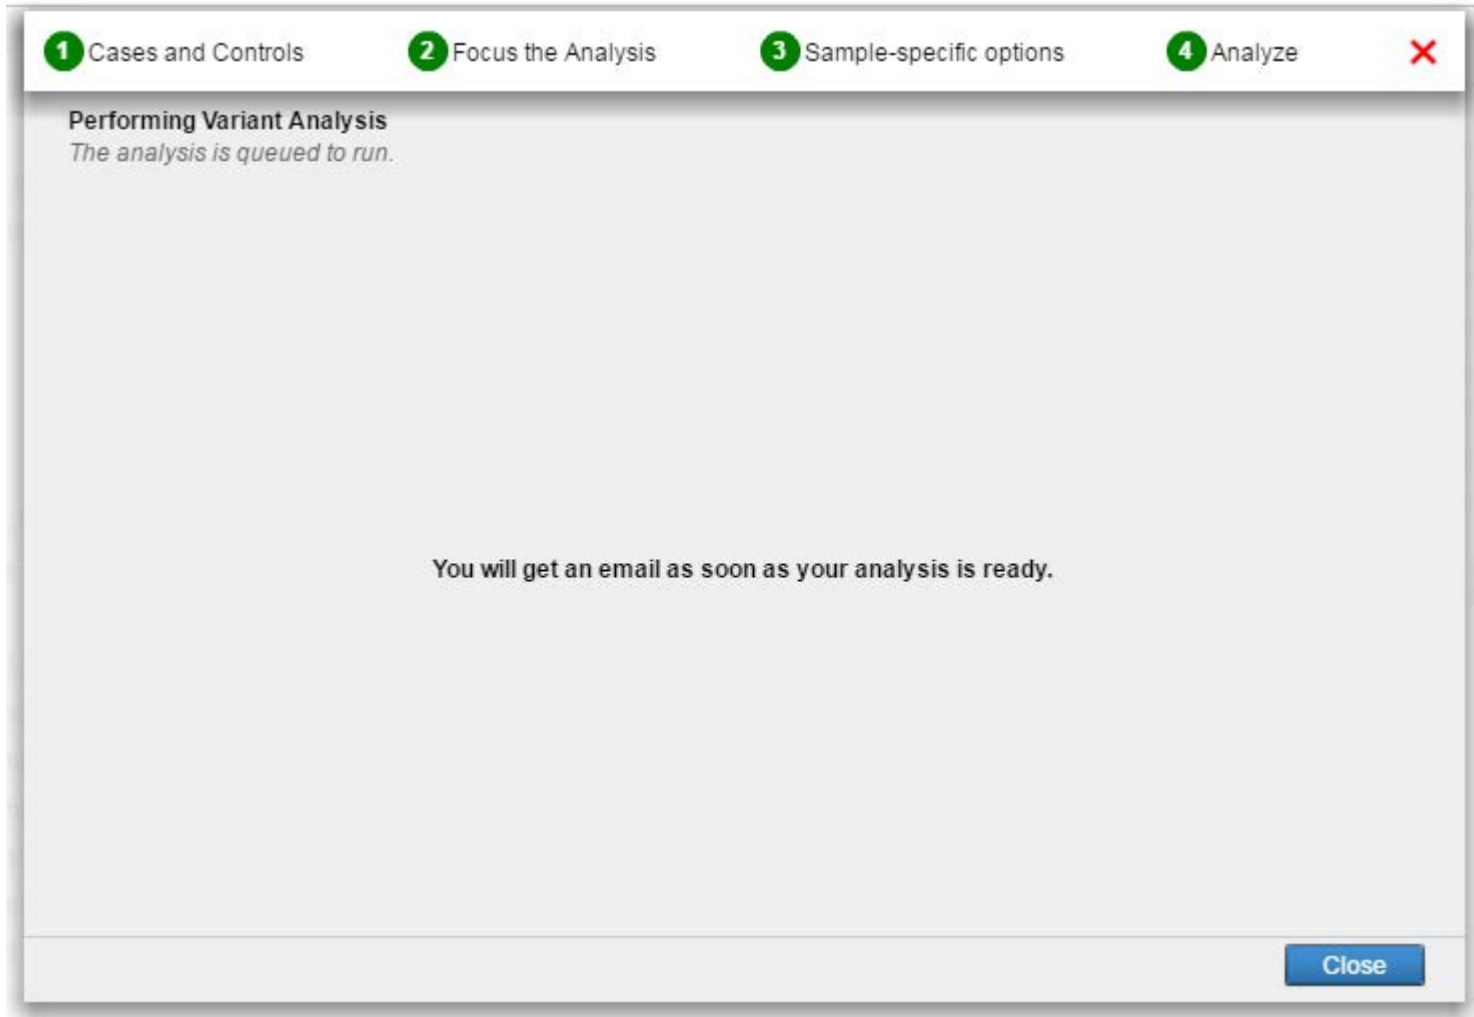 1 Cases and Controls 2 Focus the Analysis 3 Sample-specific options 4 Analyze
Performing Variant Analysis
The analysis is queued to run.
You will get an email as soon as your analysis is ready.
Close